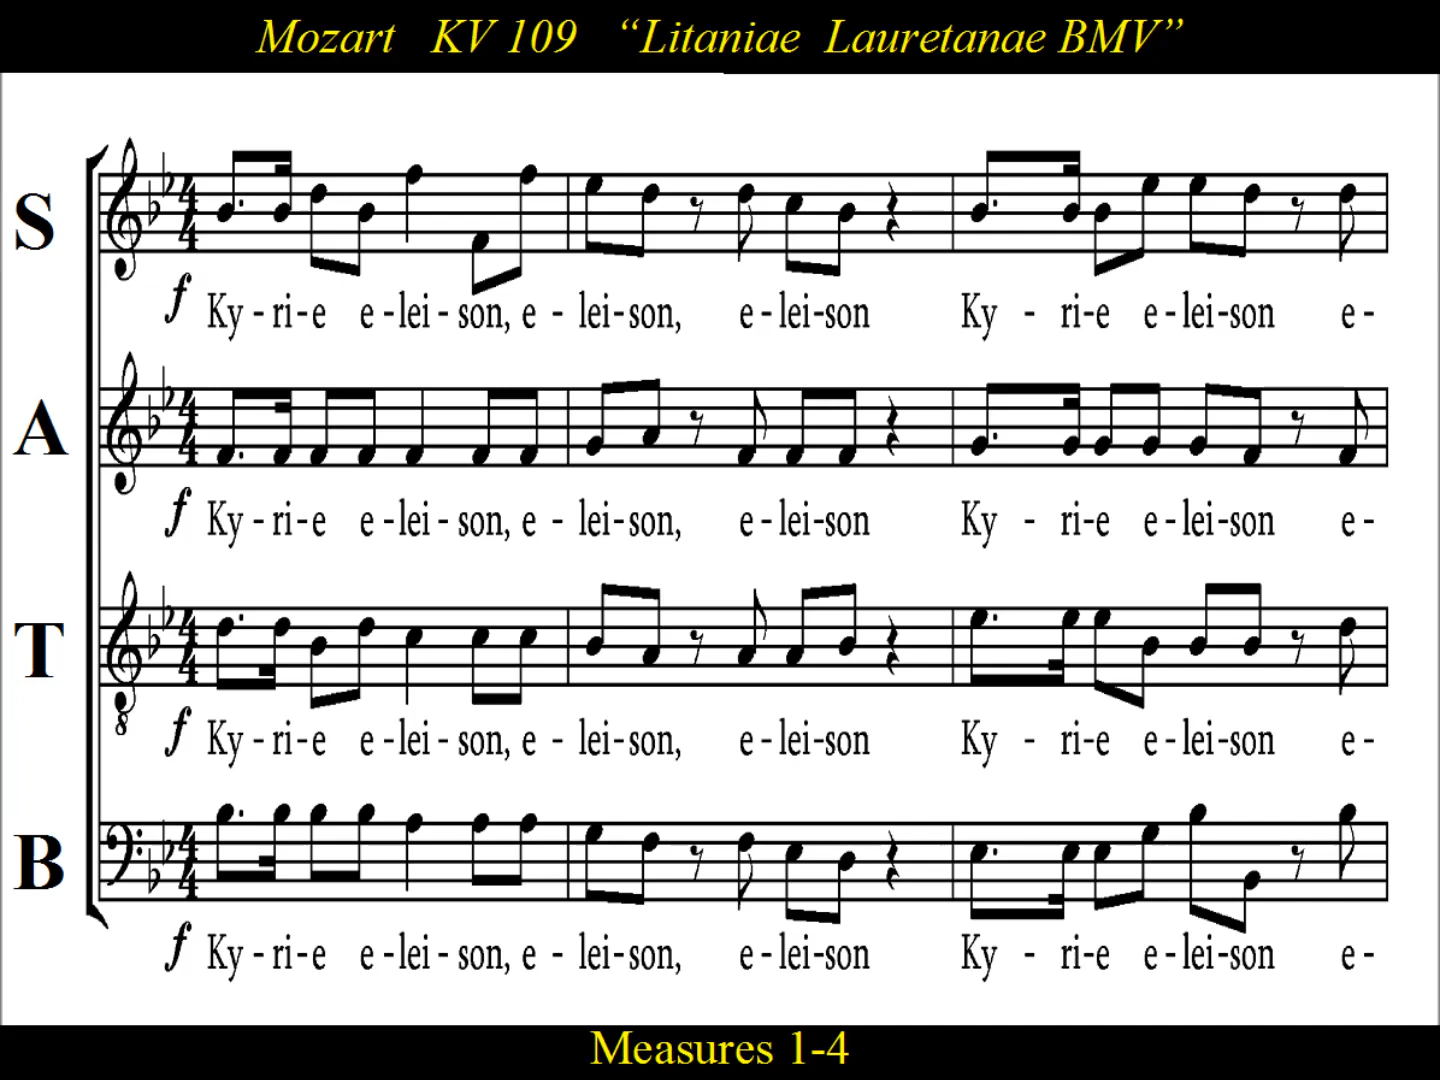 Mozart KV 109 “Litaniae Lauretanae BMV”
S
f Ky - ri - e e - lei - son, e - lei - son, e - lei - son Ky - ri - e e - lei - son e -
A
f Ky - ri - e e - lei - son, e - lei - son, e - lei - son Ky - ri - e e - lei - son e -
T
8
f Ky - ri - e e - lei - son, e - lei - son, e - lei - son Ky - ri - e e - lei - son e -
B
f Ky - ri - e e - lei - son, e - lei - son, e - lei - son Ky - ri - e e - lei - son e -
Measures 1-4